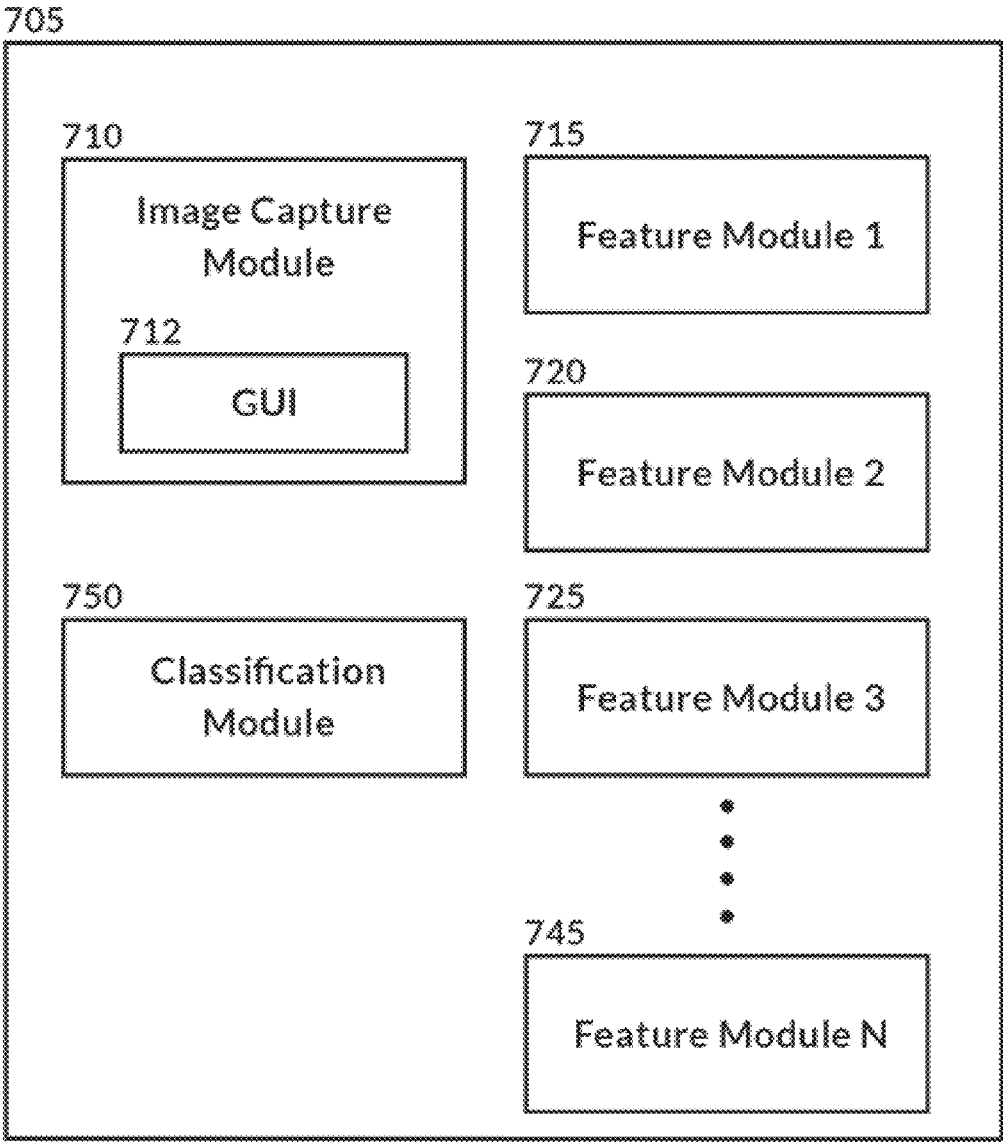 705
710
Image Capture
Module
712
GUI
750
Classification
Module
715
Feature Module 1
720
Feature Module 2
725
Feature Module 3
745
Feature Module N